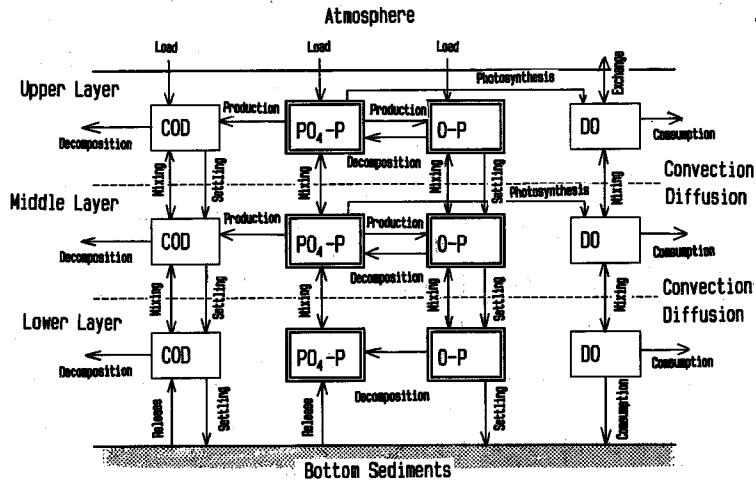 Atmosphere
Load
Load
Load
Photosynthesis
Exchange
Upper Layer
COD
Production
PO4-P
Production
O-P
DO
Decomposition
Decomposition
Consumption
Mixing
Settling
Mixing
Mixing
Settling
Mixing
Convection
Diffusion
Middle Layer
Photosynthesis
COD
Production
PO4-P
Production
O-P
DO
Decomposition
Decomposition
Consumption
Mixing
Settling
Mixing
Mixing
Settling
Mixing
Convection
Diffusion
Lower Layer
COD
PO4-P
O-P
DO
Decomposition
Decomposition
Consumption
Release
Settling
Release
Settling
Consumption
Bottom Sediments